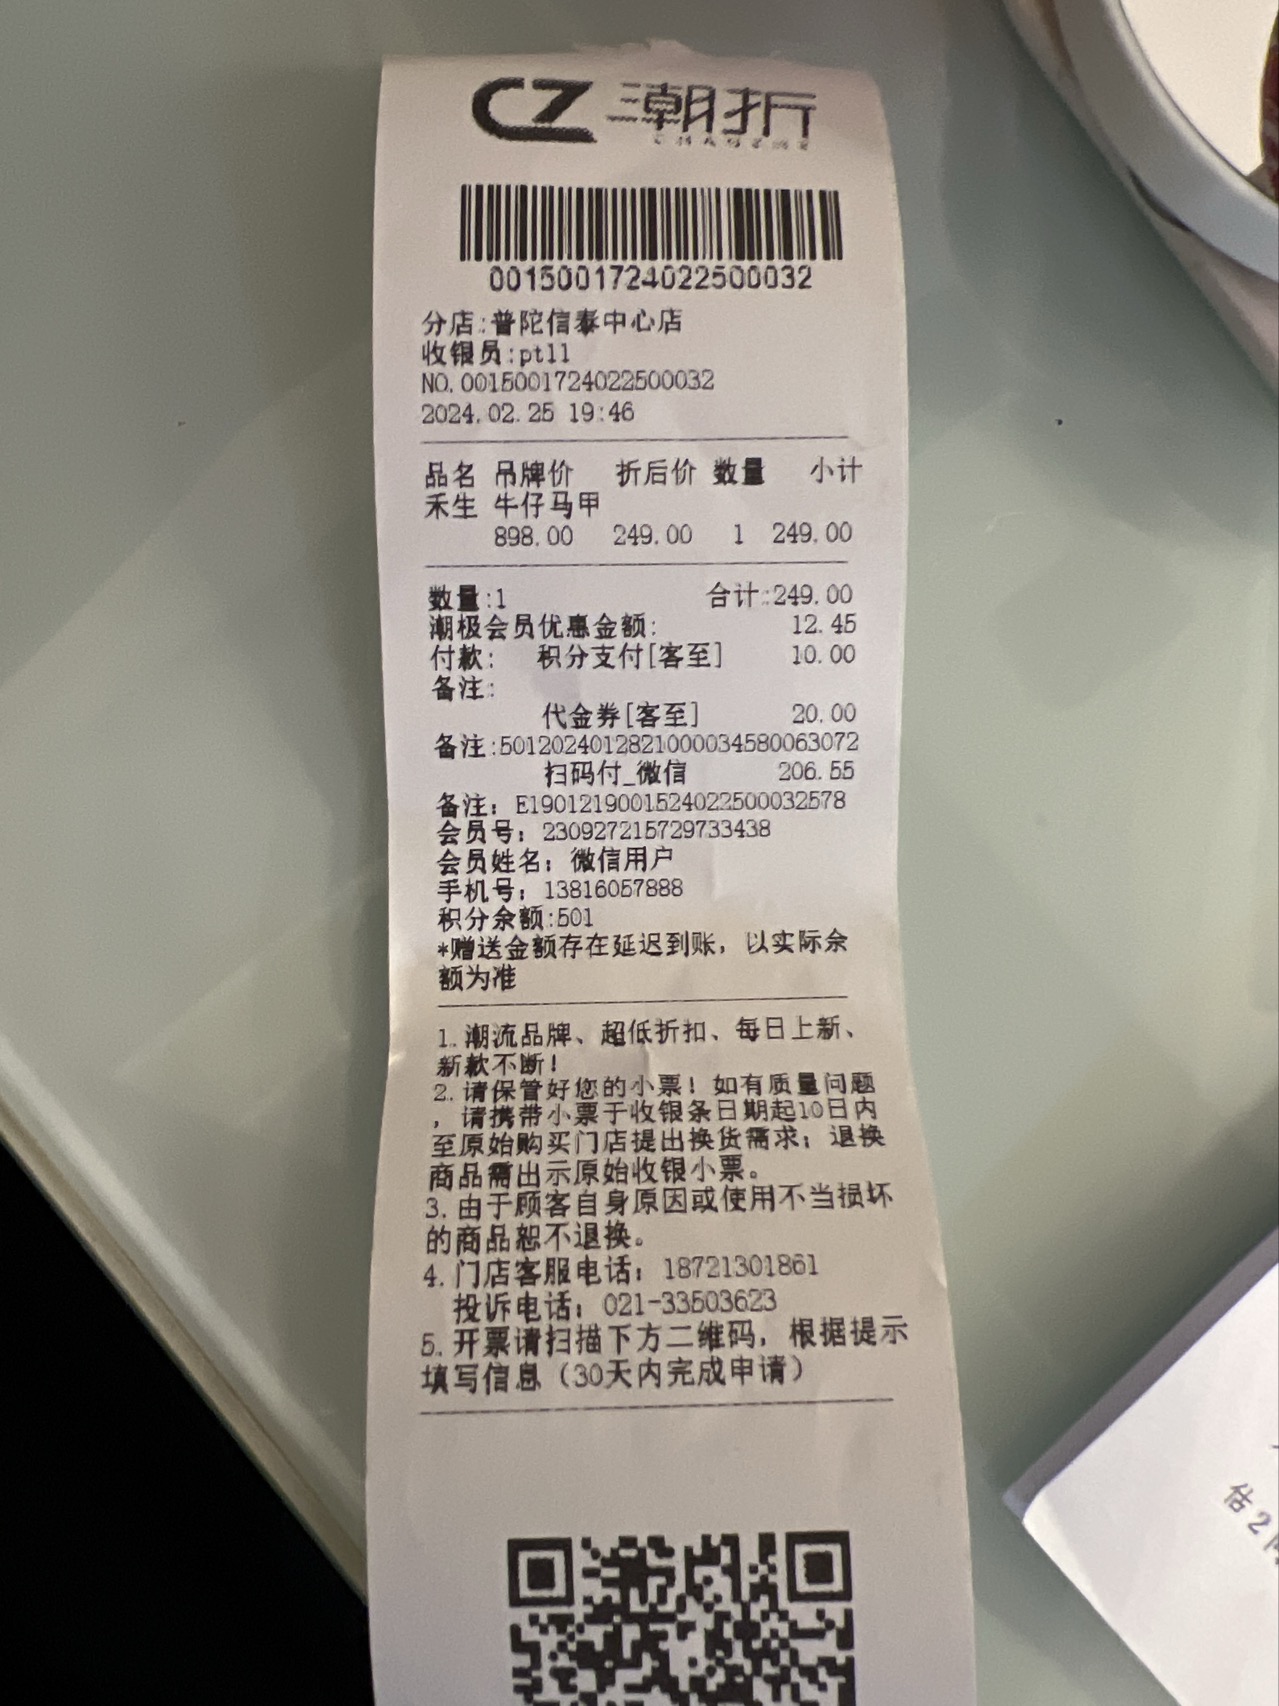 CZ 潮折
CHAOZHE
0015001724022500032
分店:普陀信泰中心店
收银员:pt11
NO.0015001724022500032
2024.02.25 19:46
品名 吊牌价 折后价 数量 小计
禾生 牛仔马甲
898.00 249.00 1 249.00
数量:1 合计:249.00
潮极会员优惠金额: 12.45
付款: 积分支付[客至] 10.00
备注:
代金券[客至] 20.00
备注:5012024012821000034580063072
扫码付_微信 206.55
备注: E1901219001524022500032578
会员号: 230927215729733438
会员姓名: 微信用户
手机号: 13816057888
积分余额:501
*赠送金额存在延迟到账，以实际余
额为准
1.潮流品牌、超低折扣、每日上新、
新款不断!
2.请保管好您的小票!如有质量问题
，请携带小票于收银条日期起10日内
至原始购买门店提出换货需求; 退换
商品需出示原始收银小票。
3.由于顾客自身原因或使用不当损坏
的商品恕不退换。
4.门店客服电话: 18721301861
投诉电话: 021-33503623
5.开票请扫描下方二维码，根据提示
填写信息（30天内完成申请）
估2